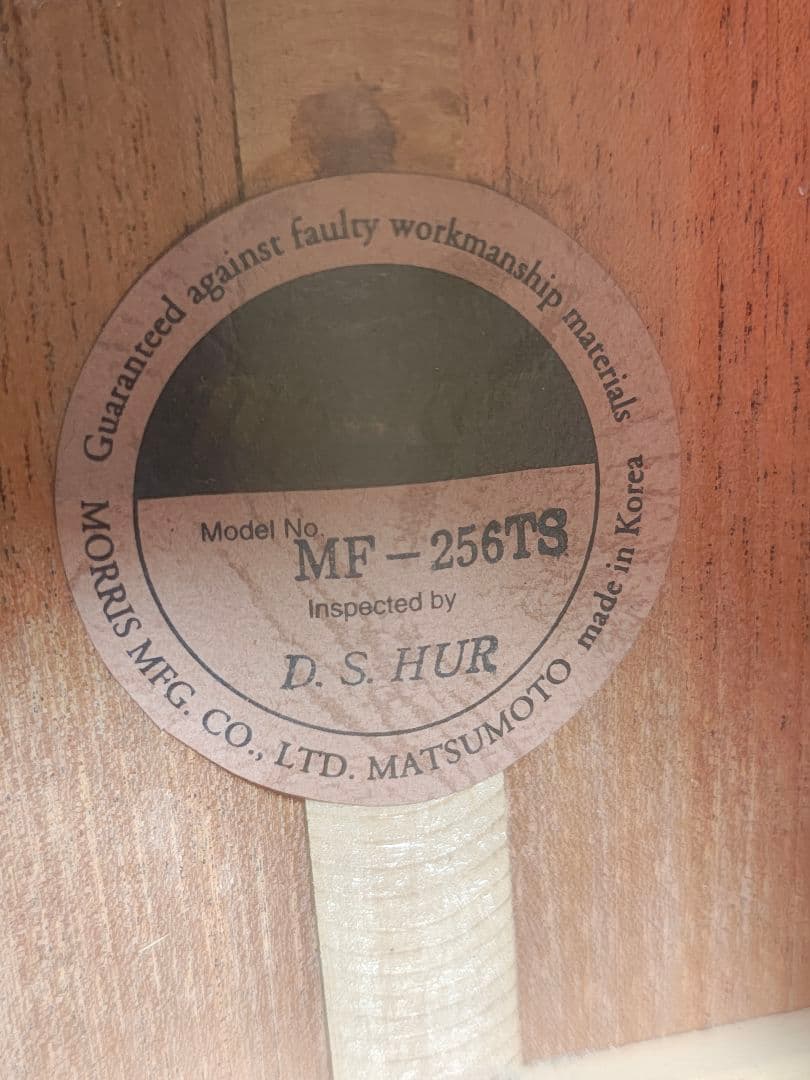 Guaranteed against faulty workmanship materials
Model No.
MF-256TS
Inspected by
D. S. HUR
MORRIS MFG. CO., LTD. MATSUMOTO made in Korea